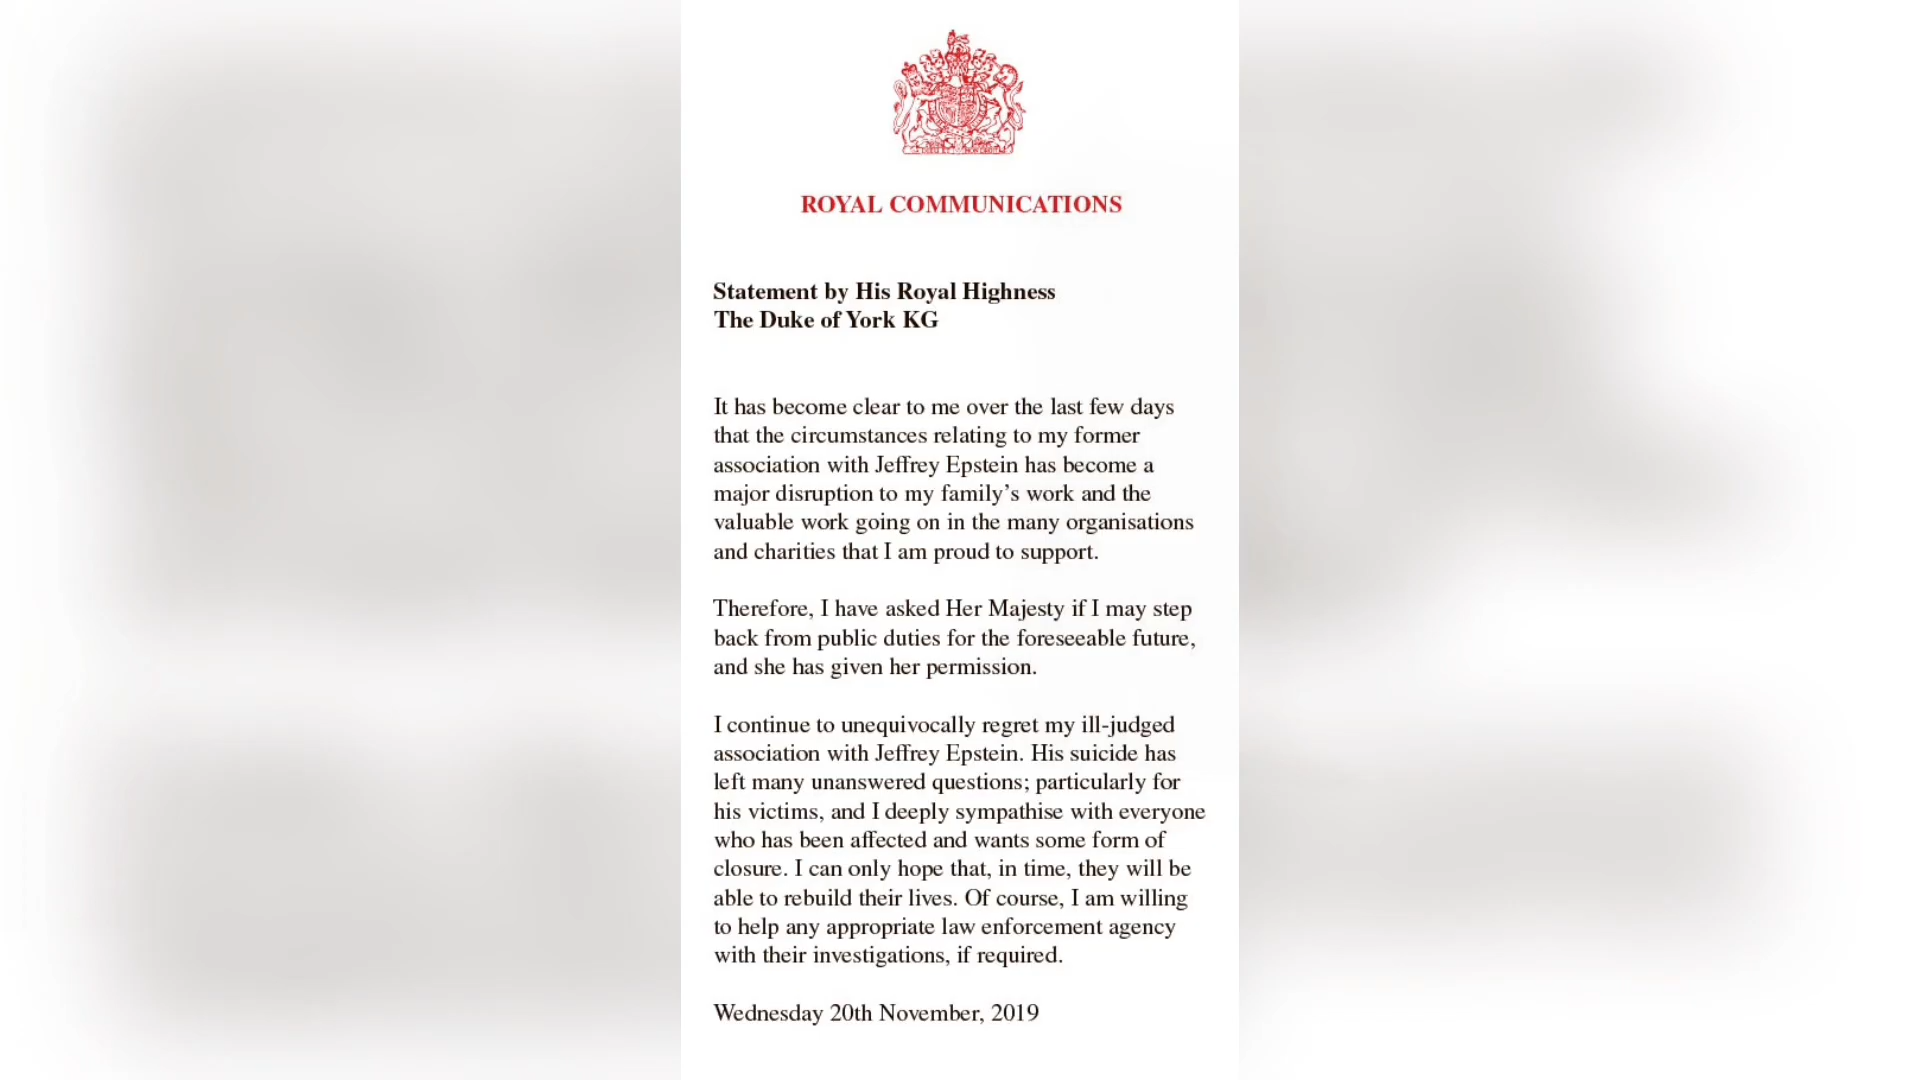 ROYAL COMMUNICATIONS
Statement by His Royal Highness
The Duke of York KG
It has become clear to me over the last few days
that the circumstances relating to my former
association with Jeffrey Epstein has become a
major disruption to my family’s work and the
valuable work going on in the many organisations
and charities that I am proud to support.
Therefore, I have asked Her Majesty if I may step
back from public duties for the foreseeable future,
and she has given her permission.
I continue to unequivocally regret my ill-judged
association with Jeffrey Epstein. His suicide has
left many unanswered questions; particularly for
his victims, and I deeply sympathise with everyone
who has been affected and wants some form of
closure. I can only hope that, in time, they will be
able to rebuild their lives. Of course, I am willing
to help any appropriate law enforcement agency
with their investigations, if required.
Wednesday 20th November, 2019